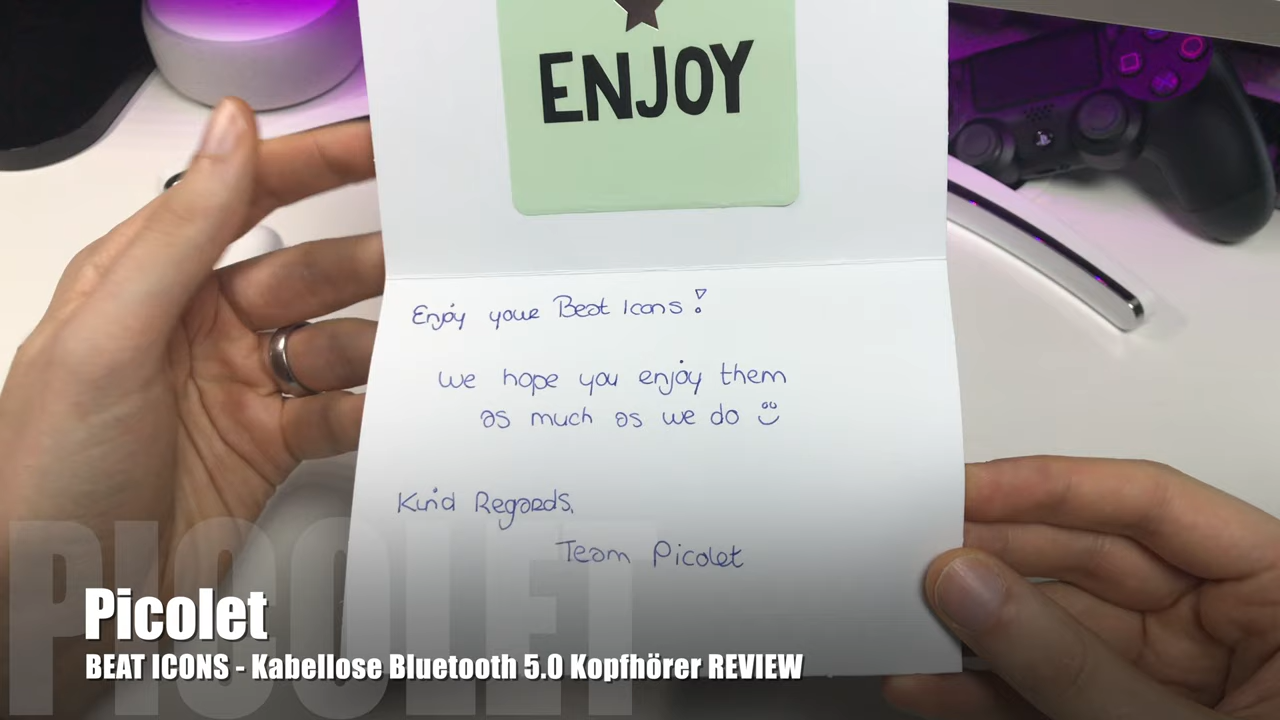 ENJOY
Enjoy your Beat Icons!
we hope you enjoy them
as much as we do
Kind Regards,
Team Picolet
PICOLET
Picolet
BEAT ICONS - Kabellose Bluetooth 5.0 Kopfhörer REVIEW